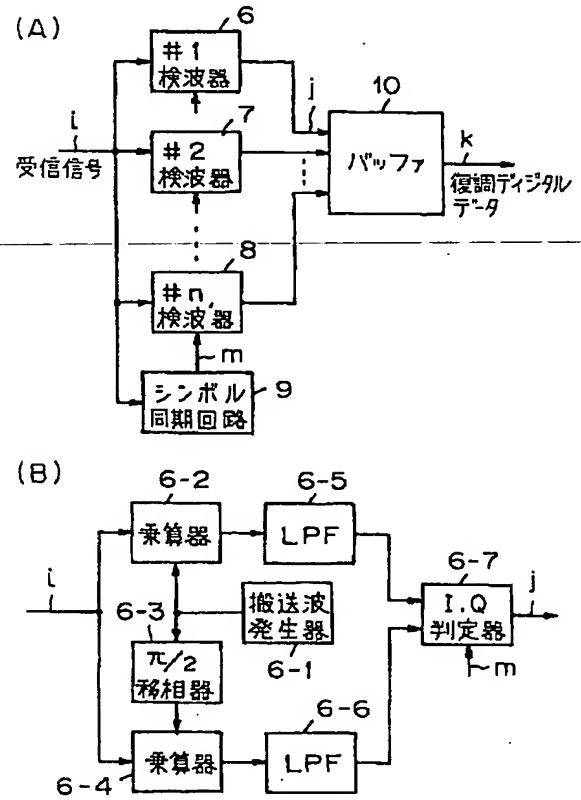 (A)
6
#1
検波器
i
受信信号
7
#2
検波器
j
10
バッファ
k
復調ディジタル
データ
8
#n
検波器
m
シンボル
同期回路
9
(B)
6-2
乗算器
6-5
LPF
i
6-3
π/2
移相器
搬送波
発生器
6-1
6-7
I.Q
判定器
j
m
6-4
乗算器
6-6
LPF